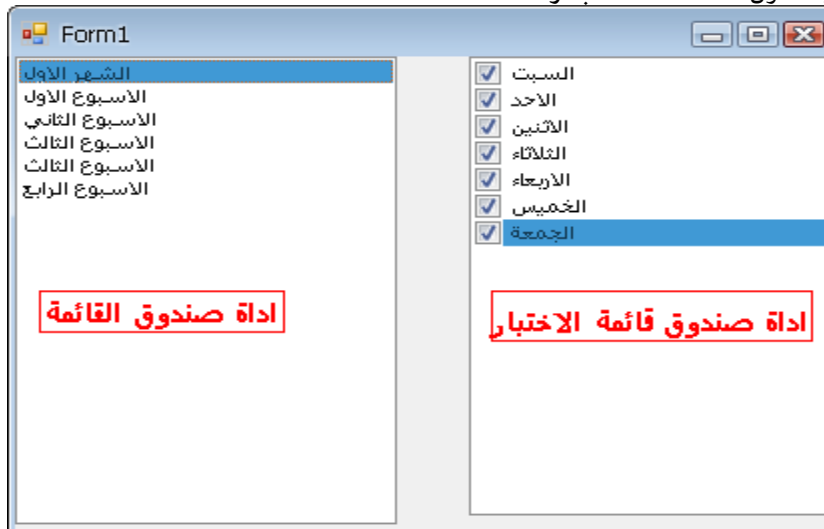 Form1
الشهر الاول
الاسبوع الاول
الاسبوع الثاني
الاسبوع الثالث
الاسبوع الثالث
الاسبوع الرابع
اداة صندوق القائمة
السبت
الاحد
الاثنين
الثلاثاء
الاربعاء
الخميس
الجمعة
اداة صندوق قائمة الاختبار